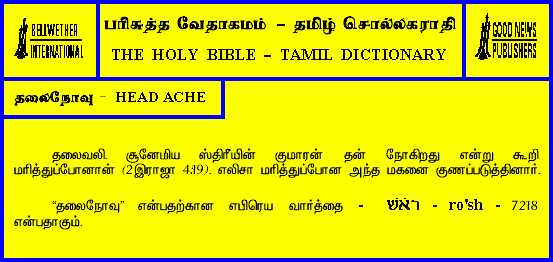 BELLWETHER
INTERNATIONAL
பரிசுத்த வேதாகமம் – தமிழ் சொல்லகராதி
THE HOLY BIBLE – TAMIL DICTIONARY
GOOD NEWS
PUBLISHERS
தலைநோவு – HEAD ACHE
தலைவலி. சூனேமிய ஸ்திரீயின் குமாரன் தன் நோகிறது என்று கூறி
மரித்துப்போனான் (2இராஜா 4:19). எலிசா மரித்துப்போன அந்த மகனை குணப்படுத்தினார்.
“தலைநோவு” என்பதற்கான எபிரெய வார்த்தை - רֹאשׁ - ro'sh - 7218
என்பதாகும்.